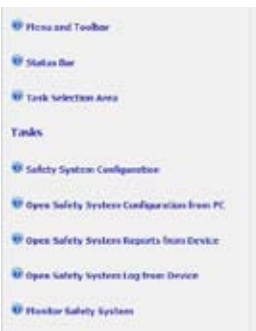 Menu and Toolbar
Status Bar
Task Selection Area
Tasks
Safety System Configuration
Open Safety System Configuration from PC
Open Safety System Reports from Device
Open Safety System Log from Device
Monitor Safety System